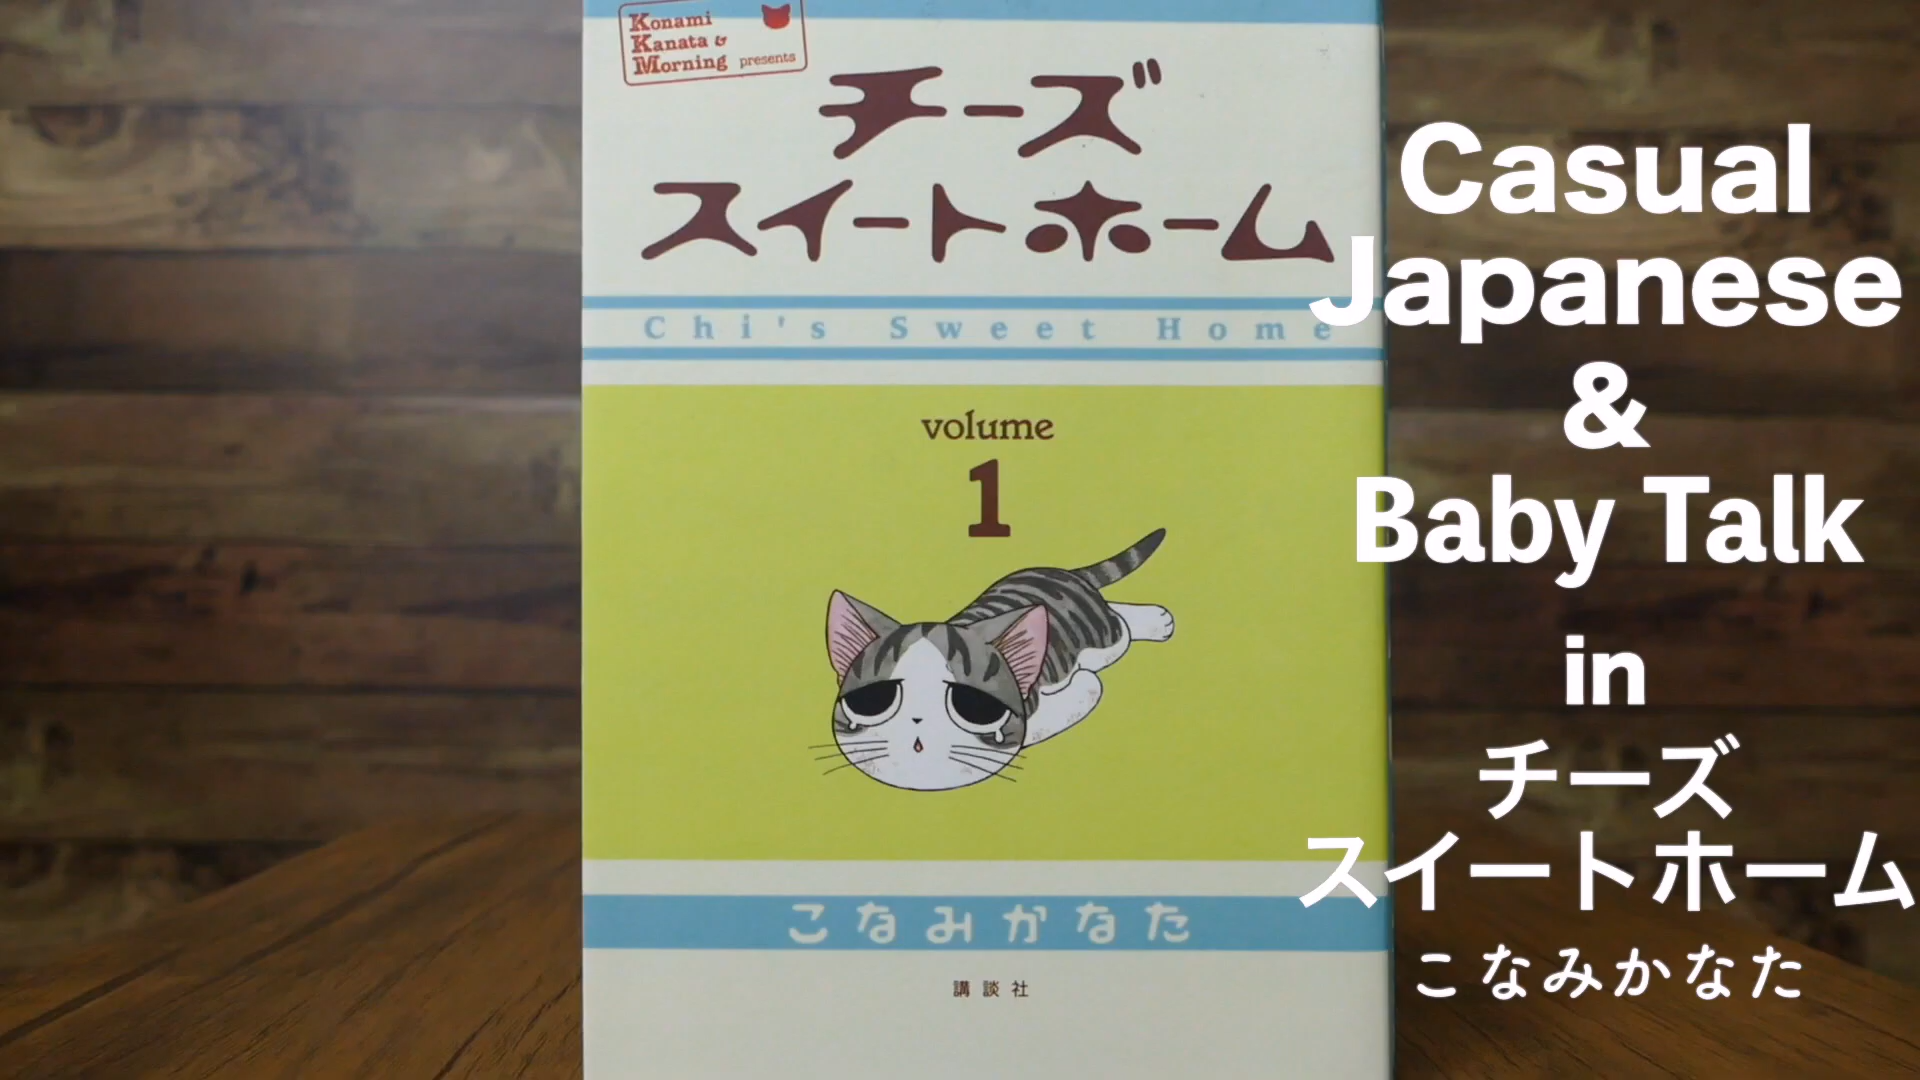 Konami
Kanata &
Morning presents
チーズ
スイートホーム
Chi's Sweet Home
volume
1
こなみかなた
講談社
Casual
Japanese
&
Baby Talk
in
チーズ
スイートホーム
こなみかなた